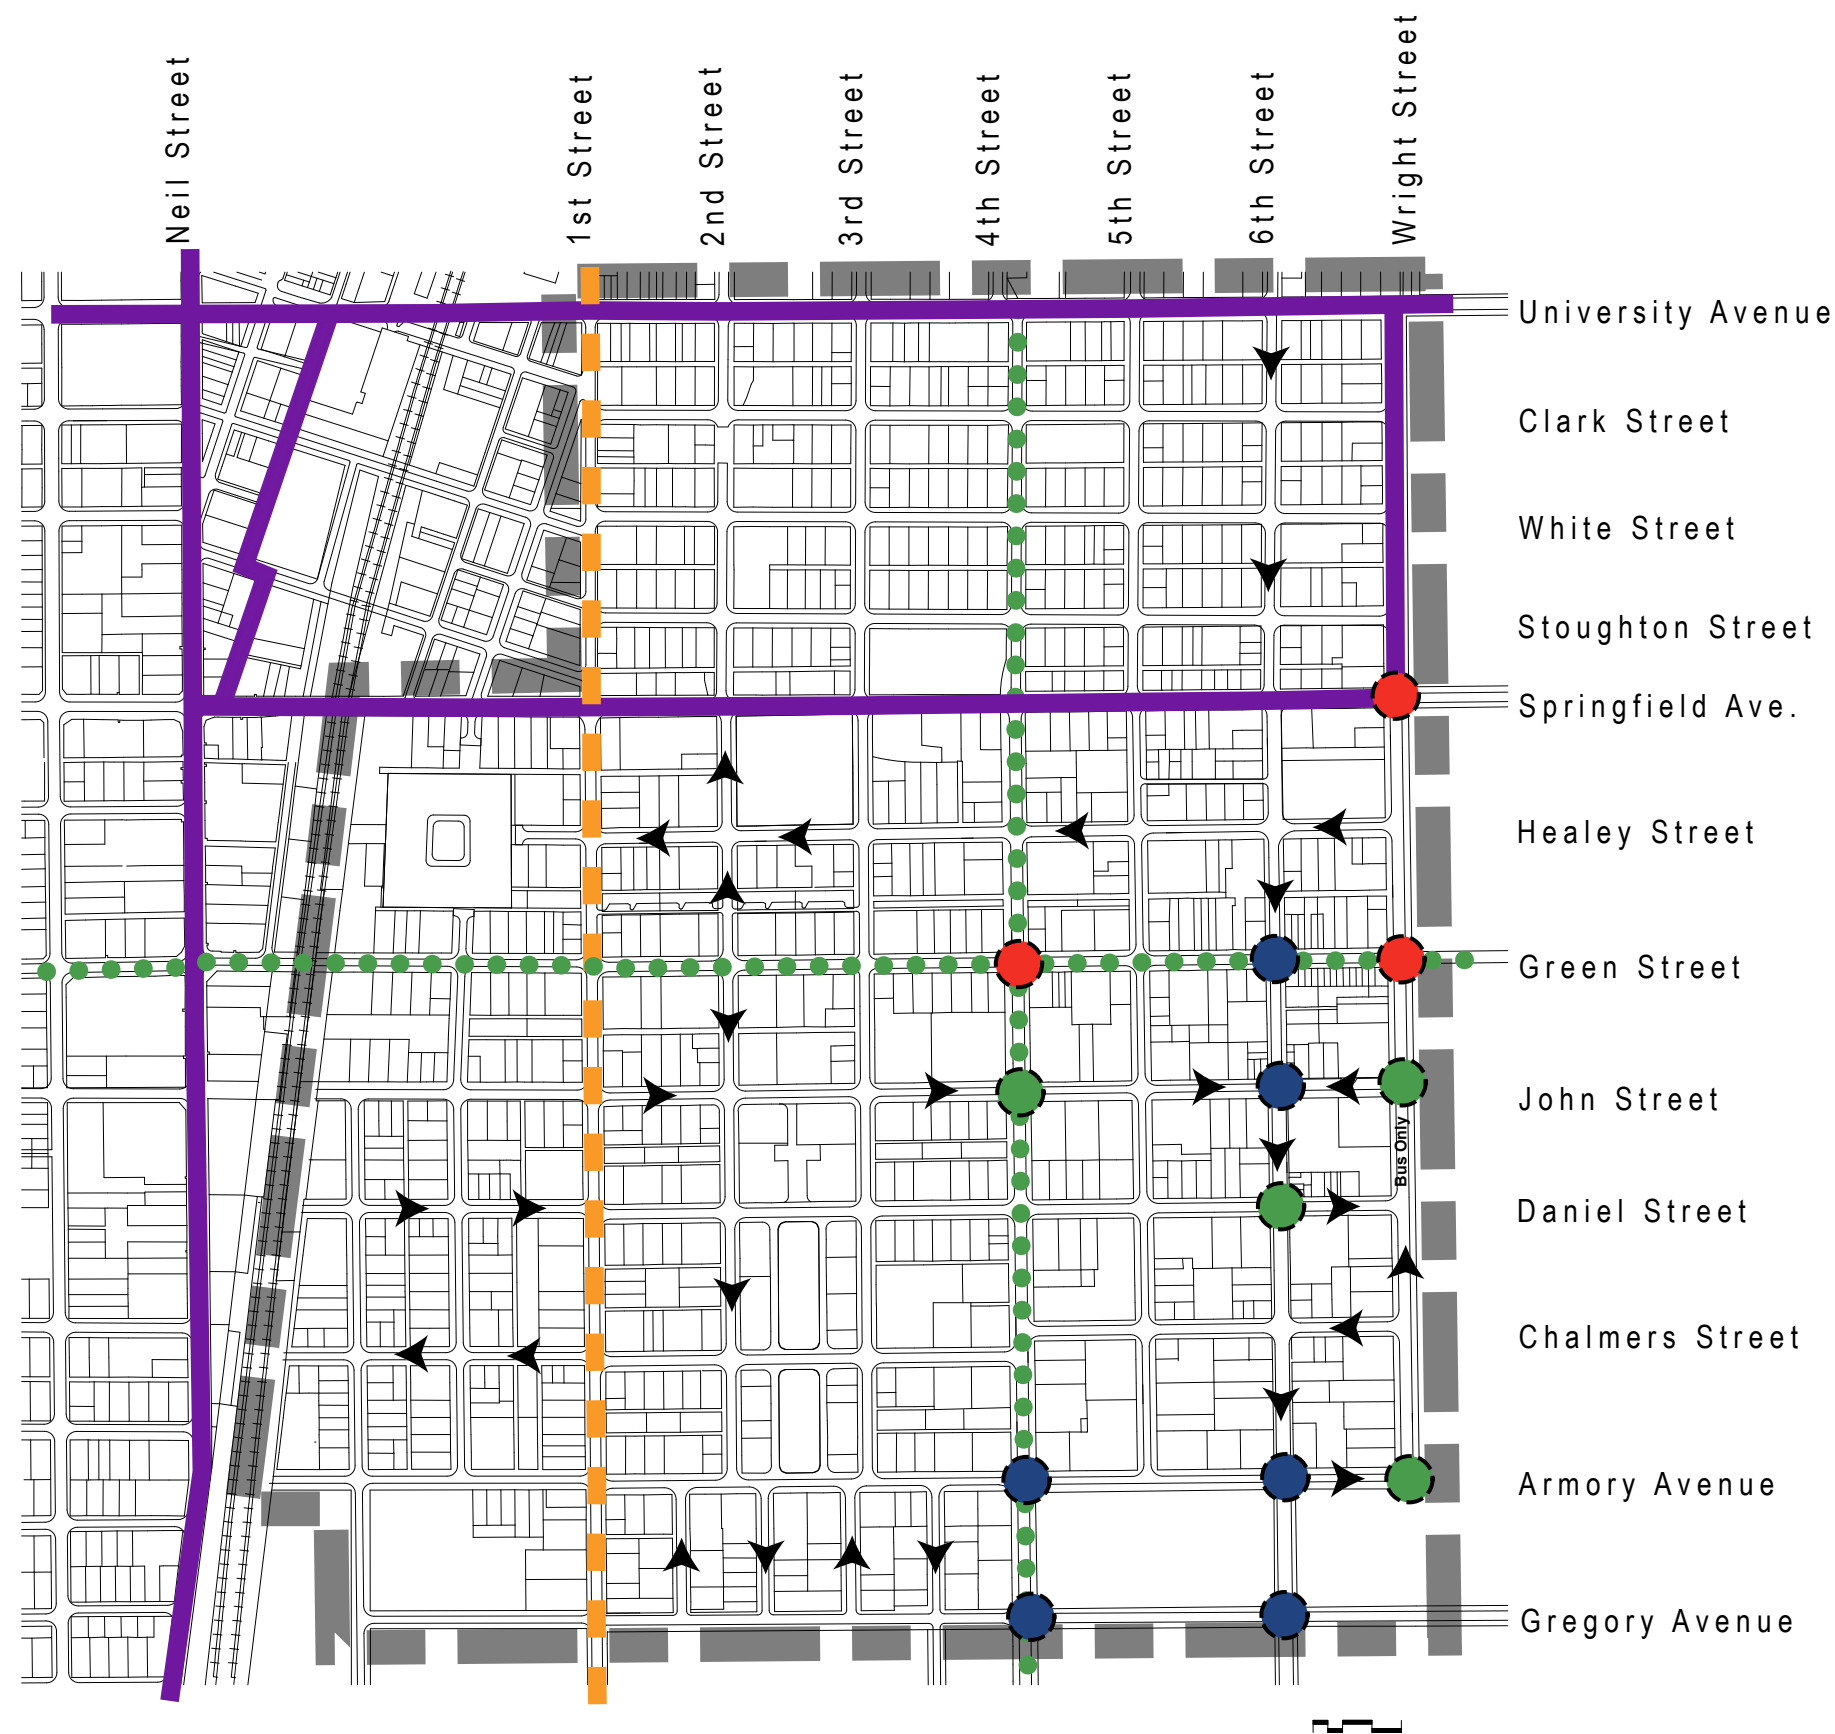 Neil Street
1st Street
2nd Street
3rd Street
4th Street
5th Street
6th Street
Wright Street
University Avenue
Clark Street
White Street
Stoughton Street
Springfield Ave.
Healey Street
Green Street
John Street
Bus Only
Daniel Street
Chalmers Street
Armory Avenue
Gregory Avenue